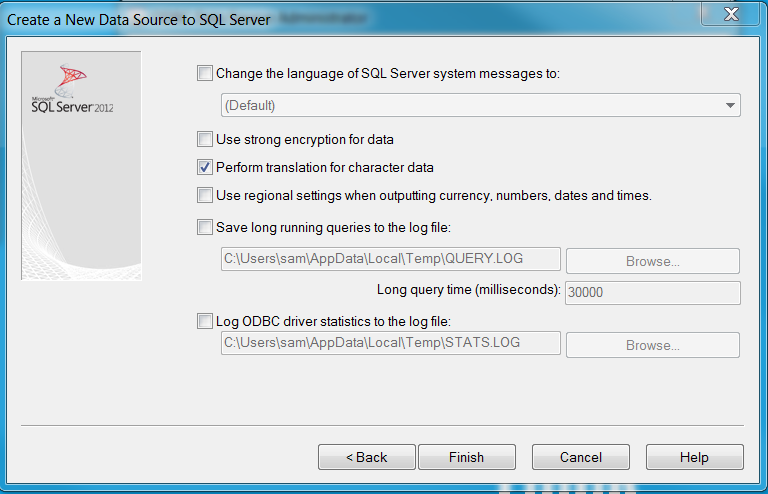 Create a New Data Source to SQL Server
Microsoft®
SQL Server 2012
Change the language of SQL Server system messages to:
(Default)
Use strong encryption for data
Perform translation for character data
Use regional settings when outputting currency, numbers, dates and times.
Save long running queries to the log file:
C:\Users\sam\AppData\Local\Temp\QUERY.LOG Browse...
Long query time (milliseconds): 30000
Log ODBC driver statistics to the log file:
C:\Users\sam\AppData\Local\Temp\STATS.LOG Browse...
< Back Finish Cancel Help